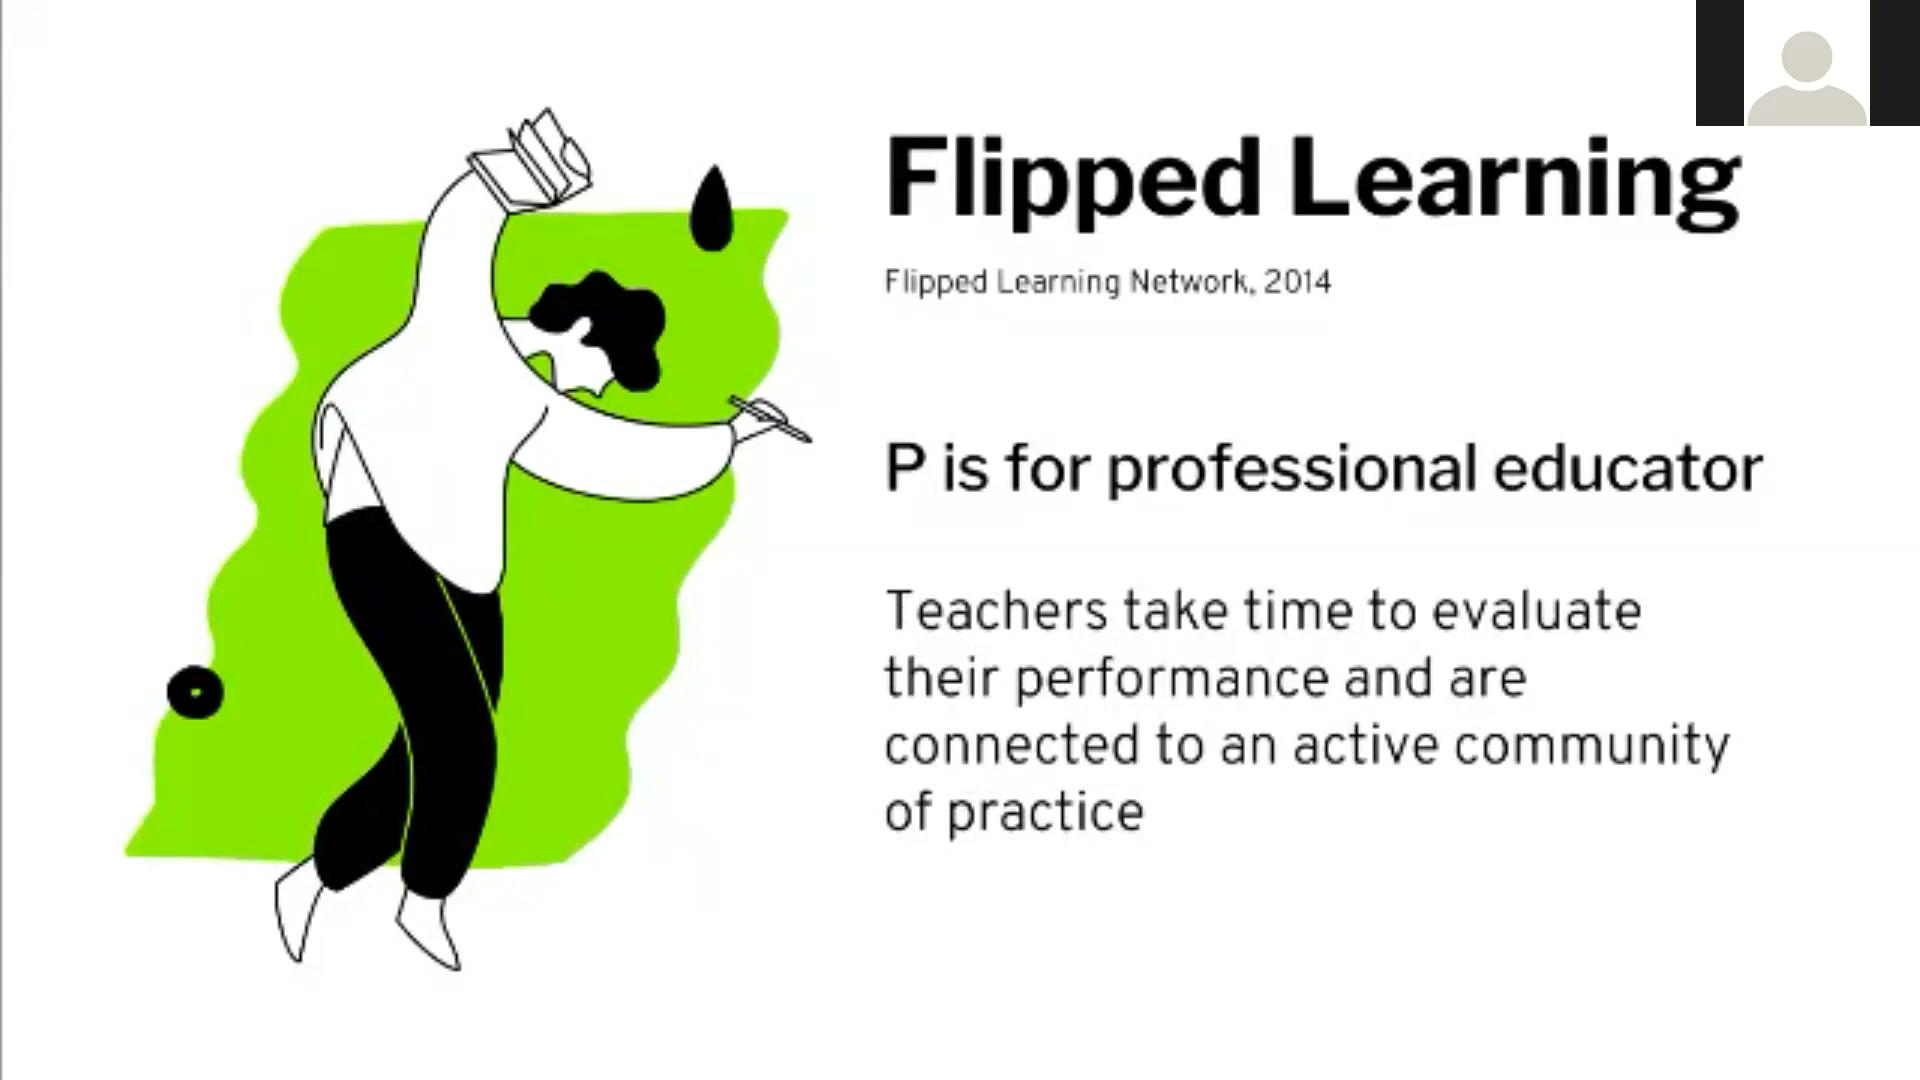 Flipped Learning
Flipped Learning Network, 2014
P is for professional educator
Teachers take time to evaluate
their performance and are
connected to an active community
of practice